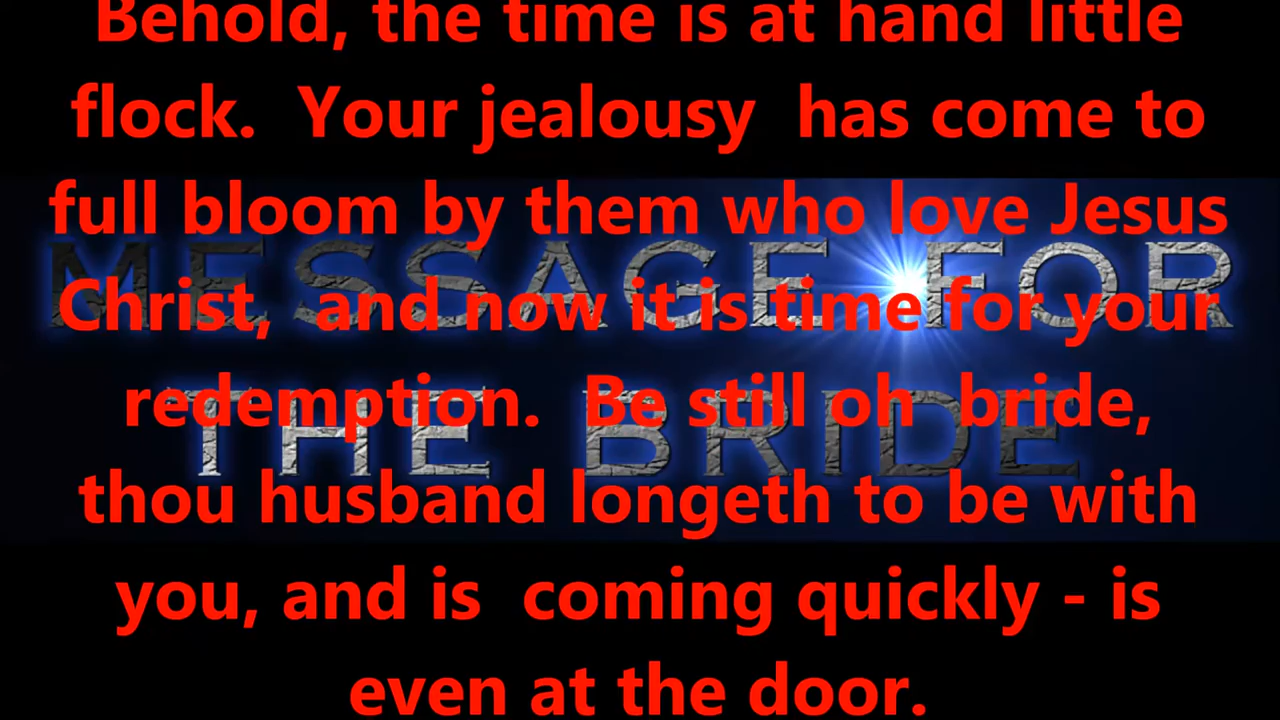 Behold, the time is at hand little
flock. Your jealousy has come to
full bloom by them who love Jesus
MESSAGE FOR
Christ, and now it is time for your
redemption. Be still oh bride,
THE BRIDE
thou husband longeth to be with
you, and is coming quickly - is
even at the door.